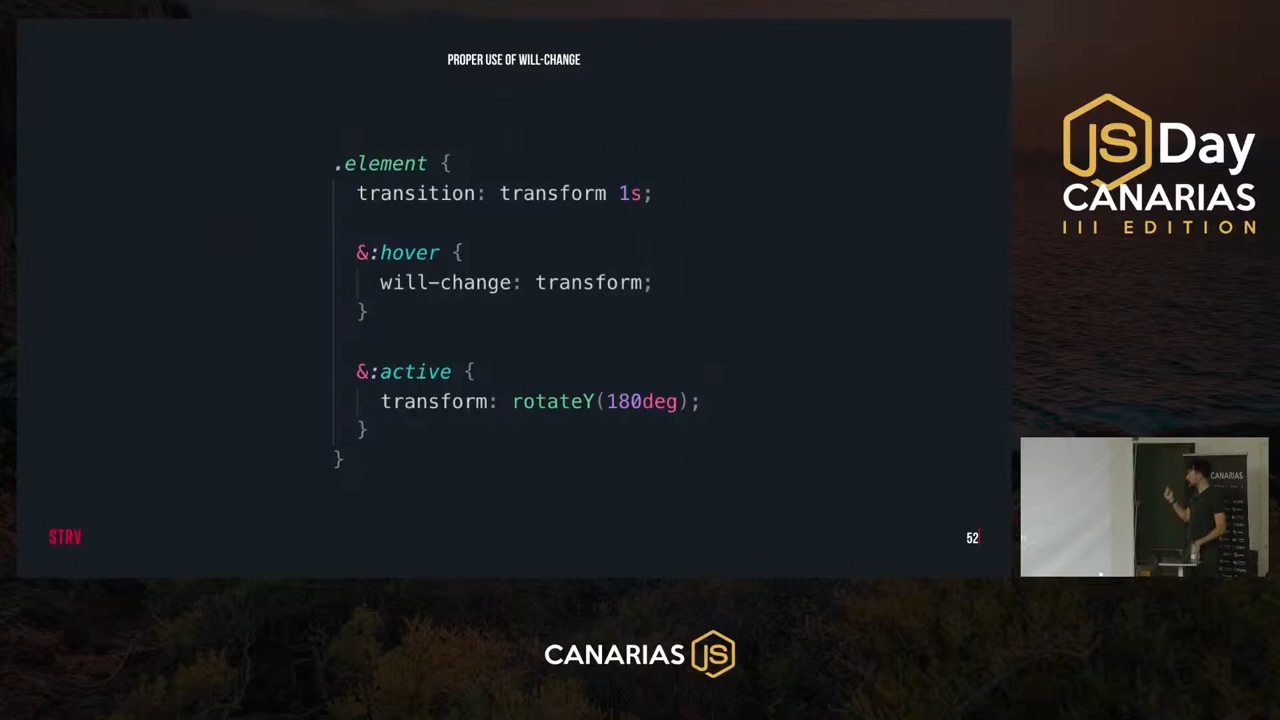 PROPER USE OF WILL-CHANGE
.element {
transition: transform 1s;
&:hover {
will-change: transform;
}
&:active {
transform: rotateY(180deg);
}
}
STRV
52
JS Day
CANARIAS
III EDITION
CANARIAS
CANARIAS JS